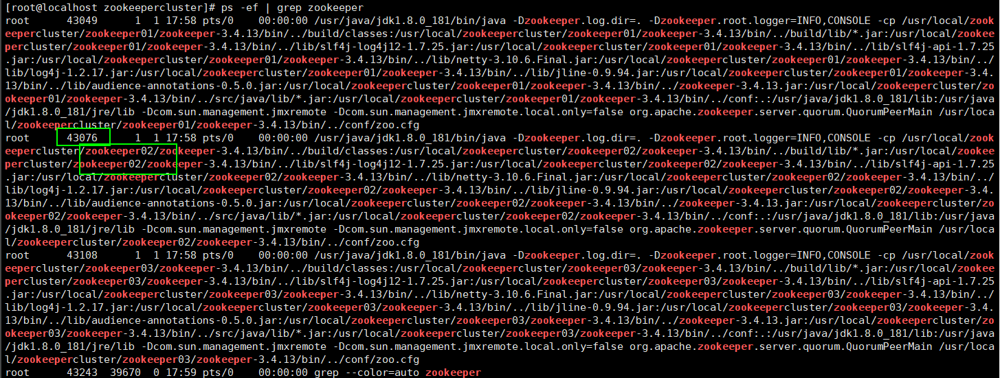 [root@localhost zookeepercluster]# ps -ef | grep zookeeper
root      43049      1  1 17:58 pts/0    00:00:00 /usr/java/jdk1.8.0_181/bin/java -Dzookeeper.log.dir=. -Dzookeeper.root.logger=INFO,CONSOLE -cp /usr/local/zook
eepercluster/zookeeper01/zookeeper-3.4.13/bin/../build/classes:/usr/local/zookeepercluster/zookeeper01/zookeeper-3.4.13/bin/../build/lib/*.jar:/usr/local/zookee
percluster/zookeeper01/zookeeper-3.4.13/bin/../lib/slf4j-log4j12-1.7.25.jar:/usr/local/zookeepercluster/zookeeper01/zookeeper-3.4.13/bin/../lib/slf4j-api-1.7.25
.jar:/usr/local/zookeepercluster/zookeeper01/zookeeper-3.4.13/bin/../lib/netty-3.10.6.Final.jar:/usr/local/zookeepercluster/zookeeper01/zookeeper-3.4.13/bin/../
lib/log4j-1.2.17.jar:/usr/local/zookeepercluster/zookeeper01/zookeeper-3.4.13/bin/../lib/jline-0.9.94.jar:/usr/local/zookeepercluster/zookeeper01/zookeeper-3.4.
13/bin/../lib/audience-annotations-0.5.0.jar:/usr/local/zookeepercluster/zookeeper01/zookeeper-3.4.13/bin/../zookeeper-3.4.13.jar:/usr/local/zookeepercluster/zo
okeeper01/zookeeper-3.4.13/bin/../src/java/lib/*.jar:/usr/local/zookeepercluster/zookeeper01/zookeeper-3.4.13/bin/../conf:.:/usr/java/jdk1.8.0_181/lib:/usr/java
/jdk1.8.0_181/jre/lib -Dcom.sun.management.jmxremote -Dcom.sun.management.jmxremote.local.only=false org.apache.zookeeper.server.quorum.QuorumPeerMain /usr/loca
l/zookeepercluster/zookeeper01/zookeeper-3.4.13/bin/../conf/zoo.cfg
root      43076      1  1 17:58 pts/0    00:00:00 /usr/java/jdk1.8.0_181/bin/java -Dzookeeper.log.dir=. -Dzookeeper.root.logger=INFO,CONSOLE -cp /usr/local/zook
eepercluster/zookeeper02/zookeeper-3.4.13/bin/../build/classes:/usr/local/zookeepercluster/zookeeper02/zookeeper-3.4.13/bin/../build/lib/*.jar:/usr/local/zookee
percluster/zookeeper02/zookeeper-3.4.13/bin/../lib/slf4j-log4j12-1.7.25.jar:/usr/local/zookeepercluster/zookeeper02/zookeeper-3.4.13/bin/../lib/slf4j-api-1.7.25
.jar:/usr/local/zookeepercluster/zookeeper02/zookeeper-3.4.13/bin/../lib/netty-3.10.6.Final.jar:/usr/local/zookeepercluster/zookeeper02/zookeeper-3.4.13/bin/../
lib/log4j-1.2.17.jar:/usr/local/zookeepercluster/zookeeper02/zookeeper-3.4.13/bin/../lib/jline-0.9.94.jar:/usr/local/zookeepercluster/zookeeper02/zookeeper-3.4.
13/bin/../lib/audience-annotations-0.5.0.jar:/usr/local/zookeepercluster/zookeeper02/zookeeper-3.4.13/bin/../zookeeper-3.4.13.jar:/usr/local/zookeepercluster/zo
okeeper02/zookeeper-3.4.13/bin/../src/java/lib/*.jar:/usr/local/zookeepercluster/zookeeper02/zookeeper-3.4.13/bin/../conf:.:/usr/java/jdk1.8.0_181/lib:/usr/java
/jdk1.8.0_181/jre/lib -Dcom.sun.management.jmxremote -Dcom.sun.management.jmxremote.local.only=false org.apache.zookeeper.server.quorum.QuorumPeerMain /usr/loca
l/zookeepercluster/zookeeper02/zookeeper-3.4.13/bin/../conf/zoo.cfg
root      43108      1  1 17:58 pts/0    00:00:00 /usr/java/jdk1.8.0_181/bin/java -Dzookeeper.log.dir=. -Dzookeeper.root.logger=INFO,CONSOLE -cp /usr/local/zook
eepercluster/zookeeper03/zookeeper-3.4.13/bin/../build/classes:/usr/local/zookeepercluster/zookeeper03/zookeeper-3.4.13/bin/../build/lib/*.jar:/usr/local/zookee
percluster/zookeeper03/zookeeper-3.4.13/bin/../lib/slf4j-log4j12-1.7.25.jar:/usr/local/zookeepercluster/zookeeper03/zookeeper-3.4.13/bin/../lib/slf4j-api-1.7.25
.jar:/usr/local/zookeepercluster/zookeeper03/zookeeper-3.4.13/bin/../lib/netty-3.10.6.Final.jar:/usr/local/zookeepercluster/zookeeper03/zookeeper-3.4.13/bin/../
lib/log4j-1.2.17.jar:/usr/local/zookeepercluster/zookeeper03/zookeeper-3.4.13/bin/../lib/jline-0.9.94.jar:/usr/local/zookeepercluster/zookeeper03/zookeeper-3.4.
13/bin/../lib/audience-annotations-0.5.0.jar:/usr/local/zookeepercluster/zookeeper03/zookeeper-3.4.13/bin/../zookeeper-3.4.13.jar:/usr/local/zookeepercluster/zo
okeeper03/zookeeper-3.4.13/bin/../src/java/lib/*.jar:/usr/local/zookeepercluster/zookeeper03/zookeeper-3.4.13/bin/../conf:.:/usr/java/jdk1.8.0_181/lib:/usr/java
/jdk1.8.0_181/jre/lib -Dcom.sun.management.jmxremote -Dcom.sun.management.jmxremote.local.only=false org.apache.zookeeper.server.quorum.QuorumPeerMain /usr/loca
l/zookeepercluster/zookeeper03/zookeeper-3.4.13/bin/../conf/zoo.cfg
root      43243  39670  0 17:59 pts/0    00:00:00 grep --color=auto zookeeper